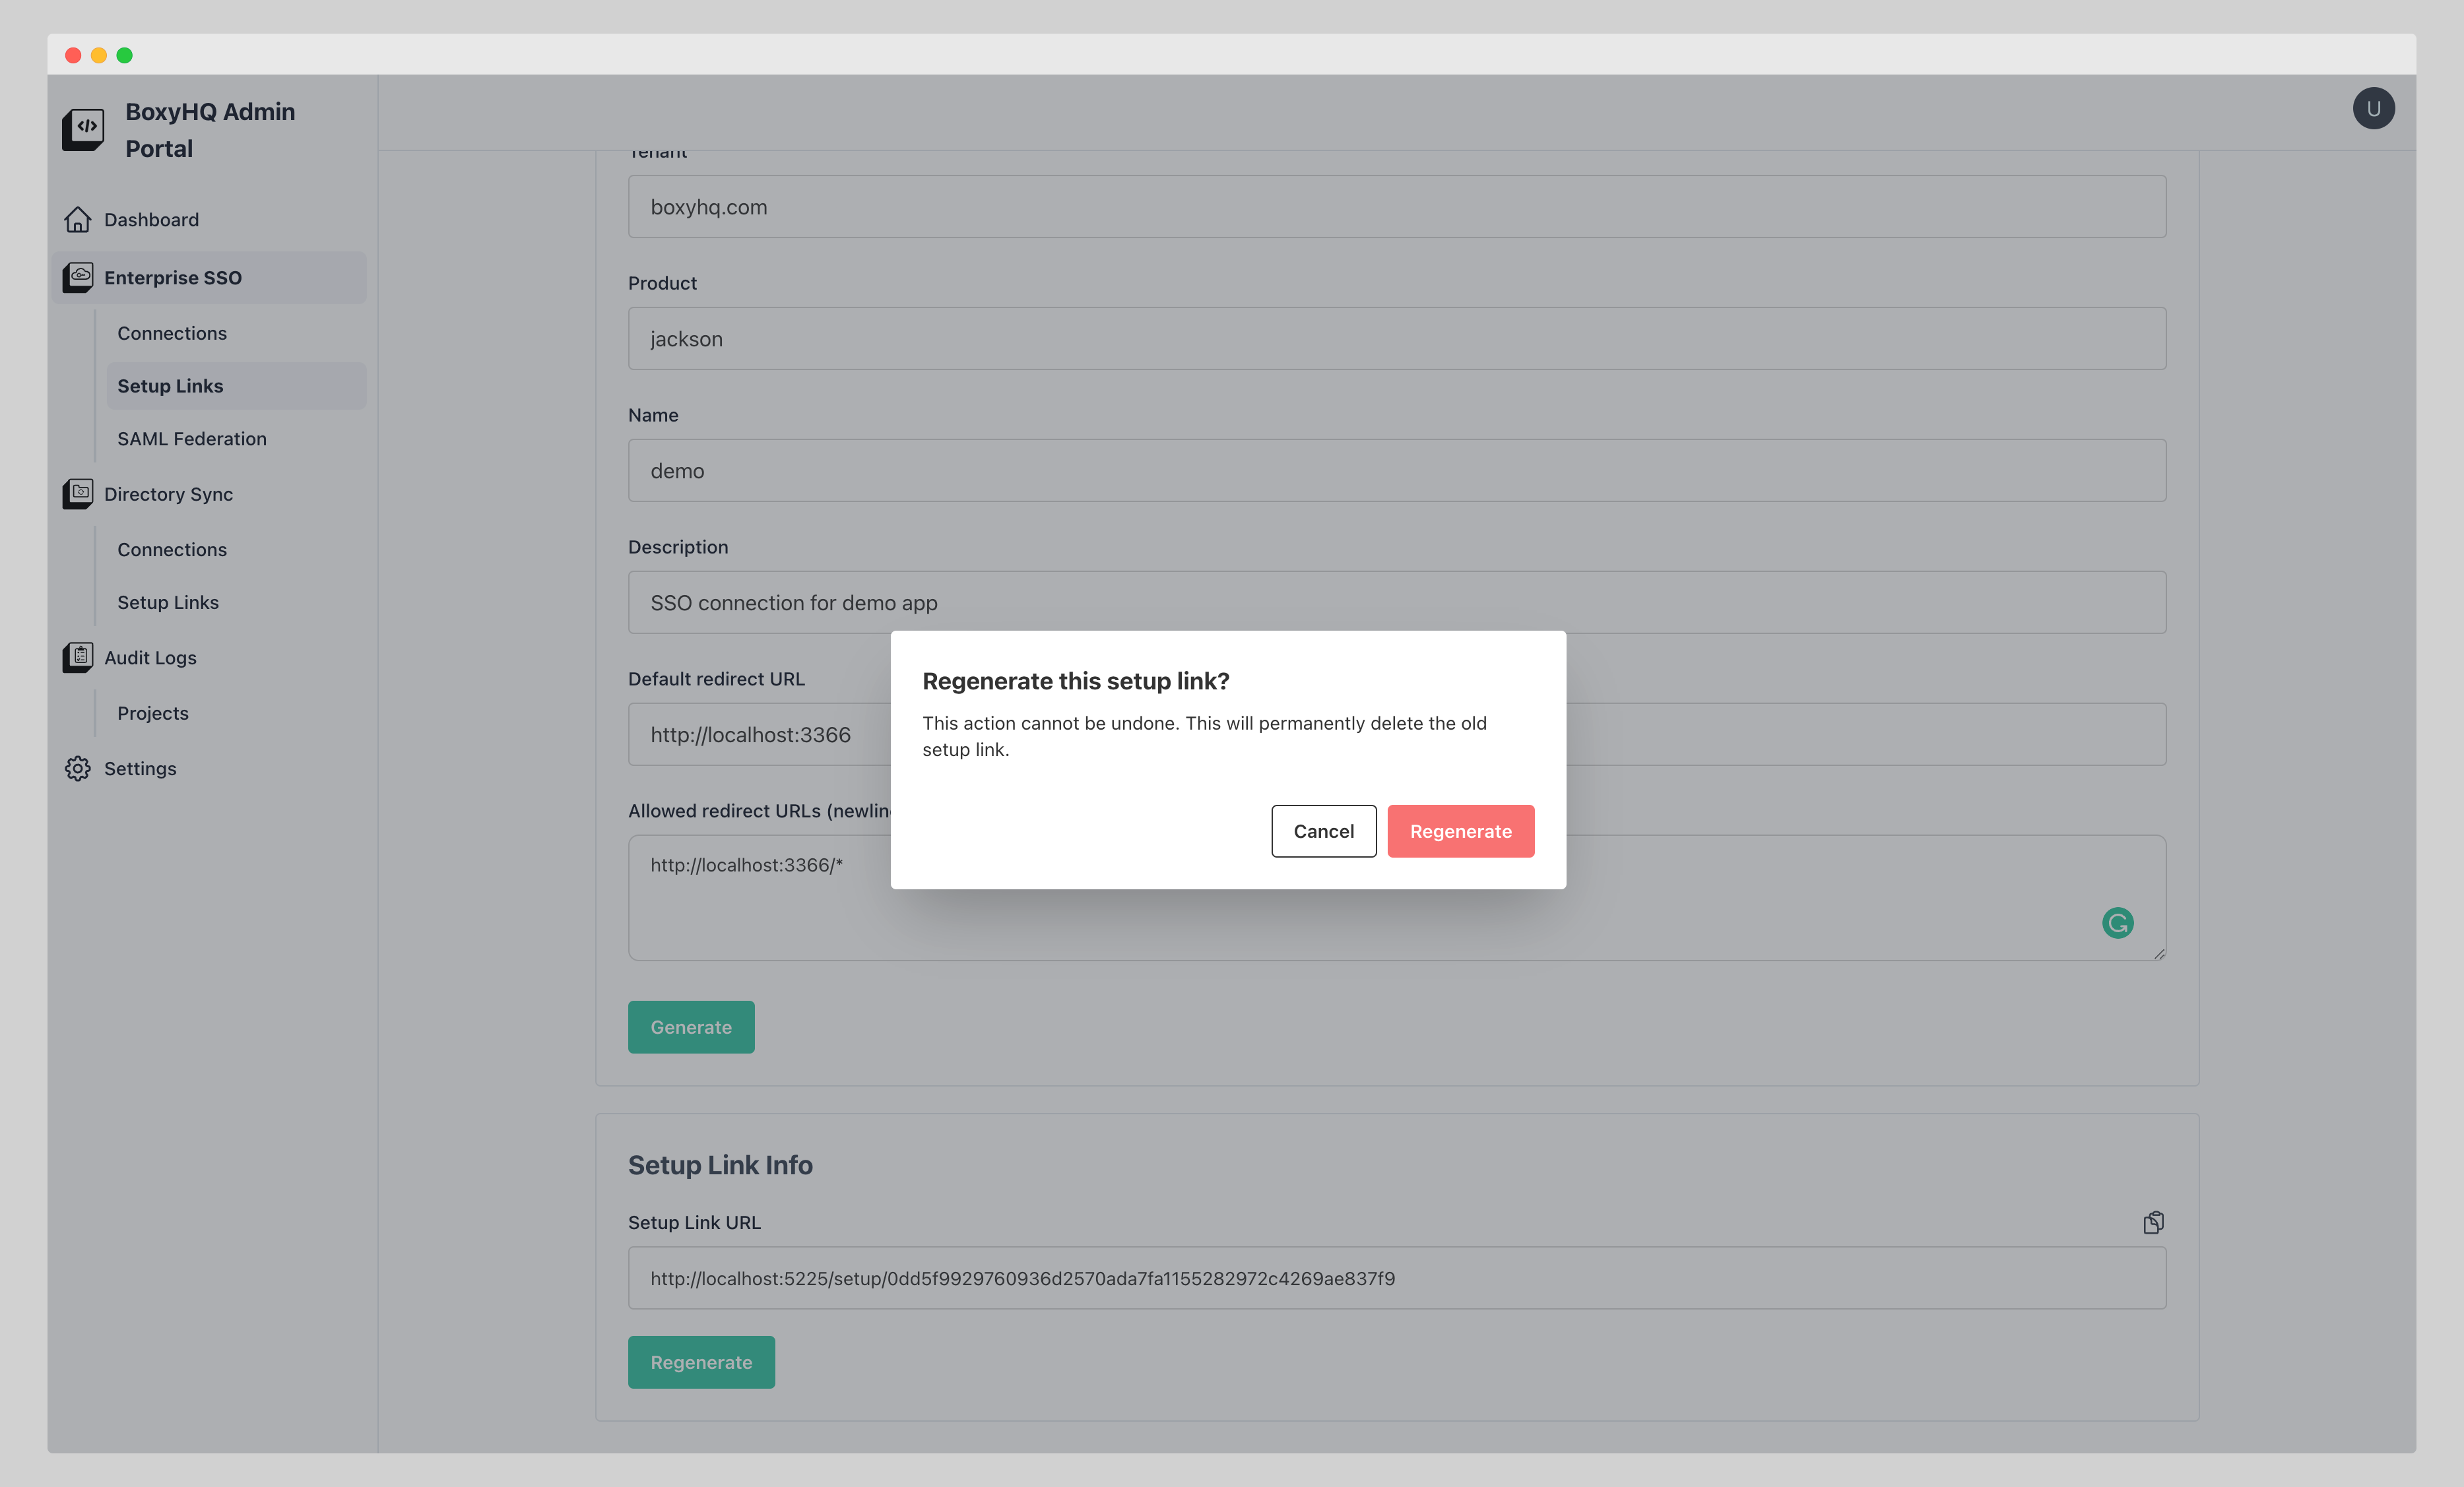 BoxyHQ Admin
Portal
U
Dashboard
Enterprise SSO
Connections
Setup Links
SAML Federation
Directory Sync
Connections
Setup Links
Audit Logs
Projects
Settings
Tenant
boxyhq.com
Product
jackson
Name
demo
Description
SSO connection for demo app
Default redirect URL
http://localhost:3366
Allowed redirect URLs
http://localhost:3366/*
Generate
Regenerate this setup link?
This action cannot be undone. This will permanently delete the old
setup link.
Cancel
Regenerate
Setup Link Info
Setup Link URL
http://localhost:5225/setup/0dd5f9929760936d2570ada7fa1155282972c4269ae837f9
Regenerate